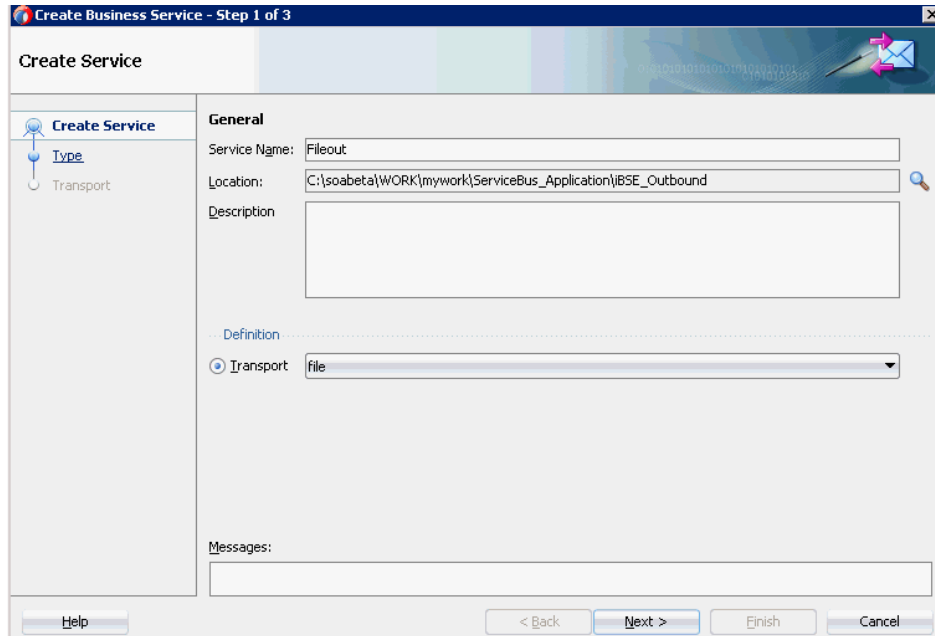 Create Business Service - Step 1 of 3
Create Service
Create Service
Type
Transport
General
Service Name: Fileout
Location: C:\soabeta\WORK\mywork\ServiceBus_Application\iBSE_Outbound
Description
Definition
Transport file
Messages:
Help < Back Next > Finish Cancel